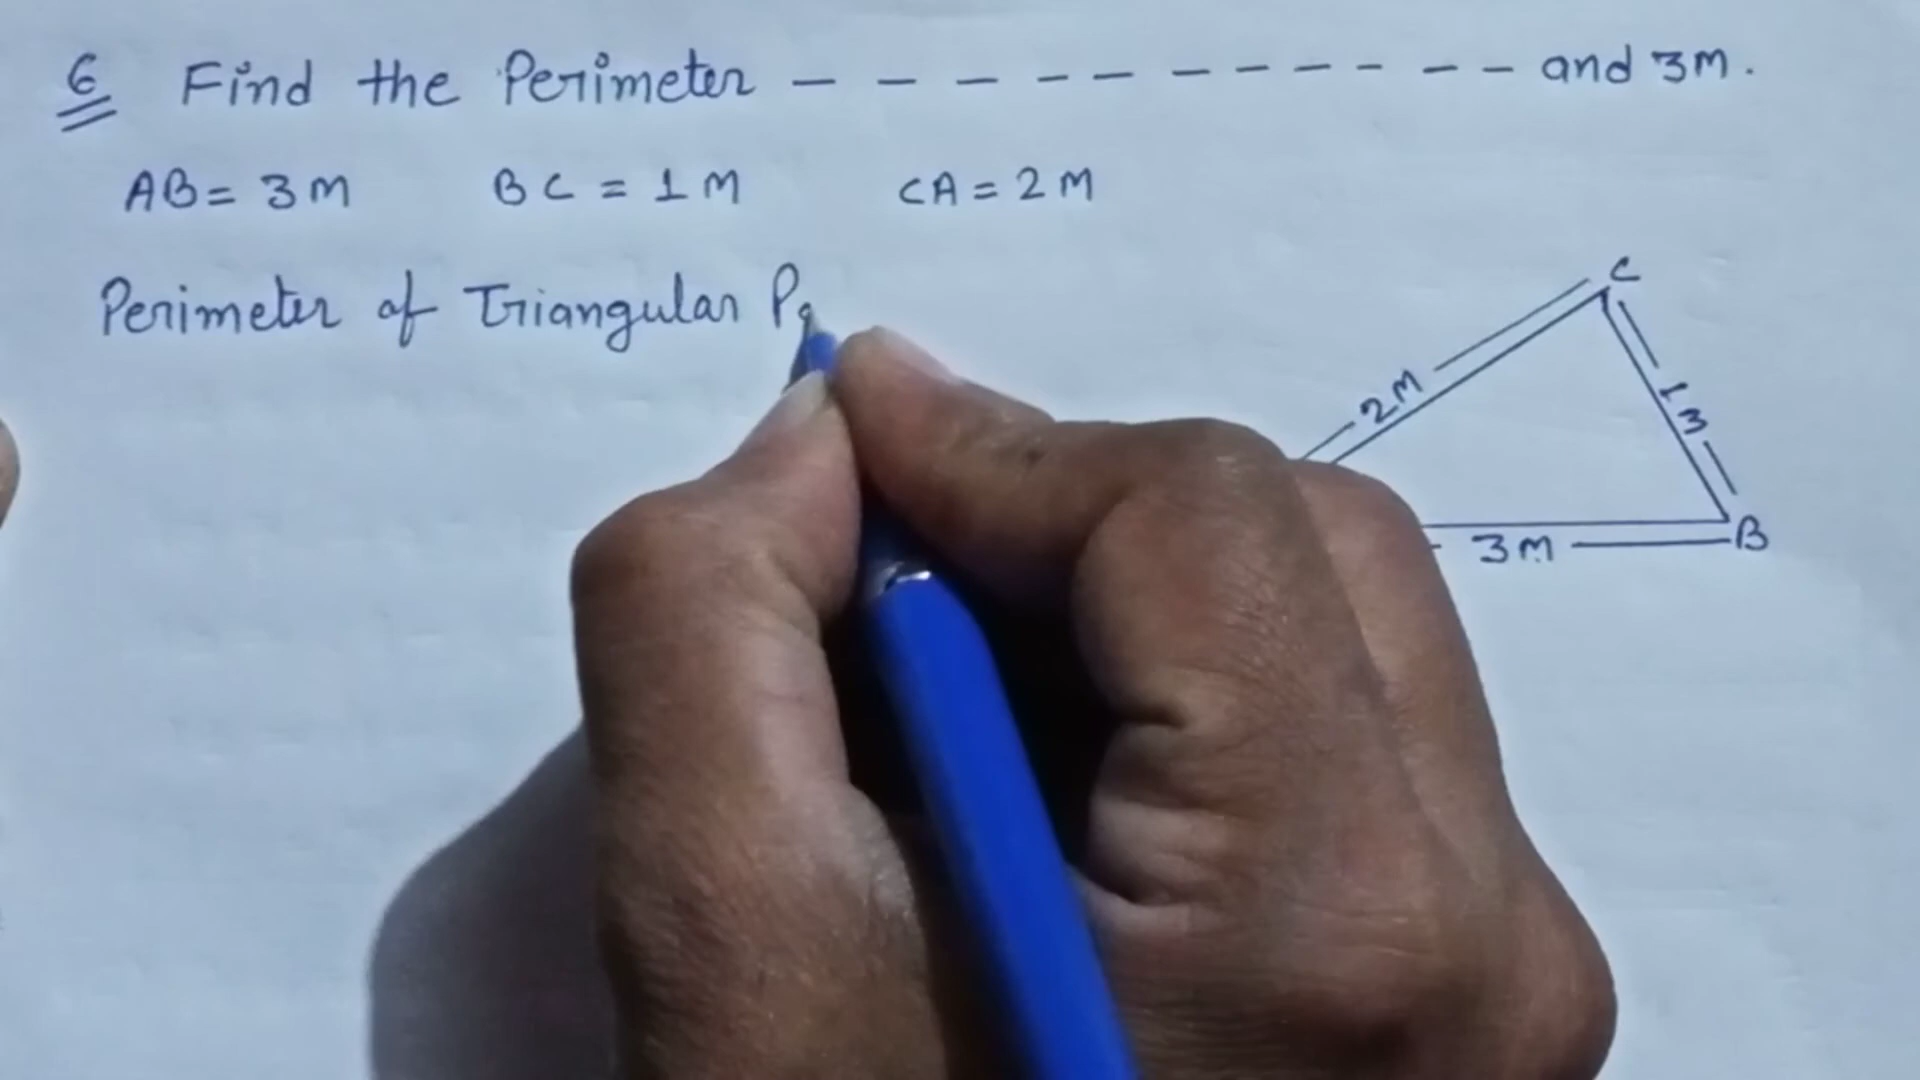 6 Find the Perimeter - - - - - - - - - - - - and 3M.
AB = 3M BC = 1M CA = 2M
Perimeter of Triangular
C
2M
1M
3M
B